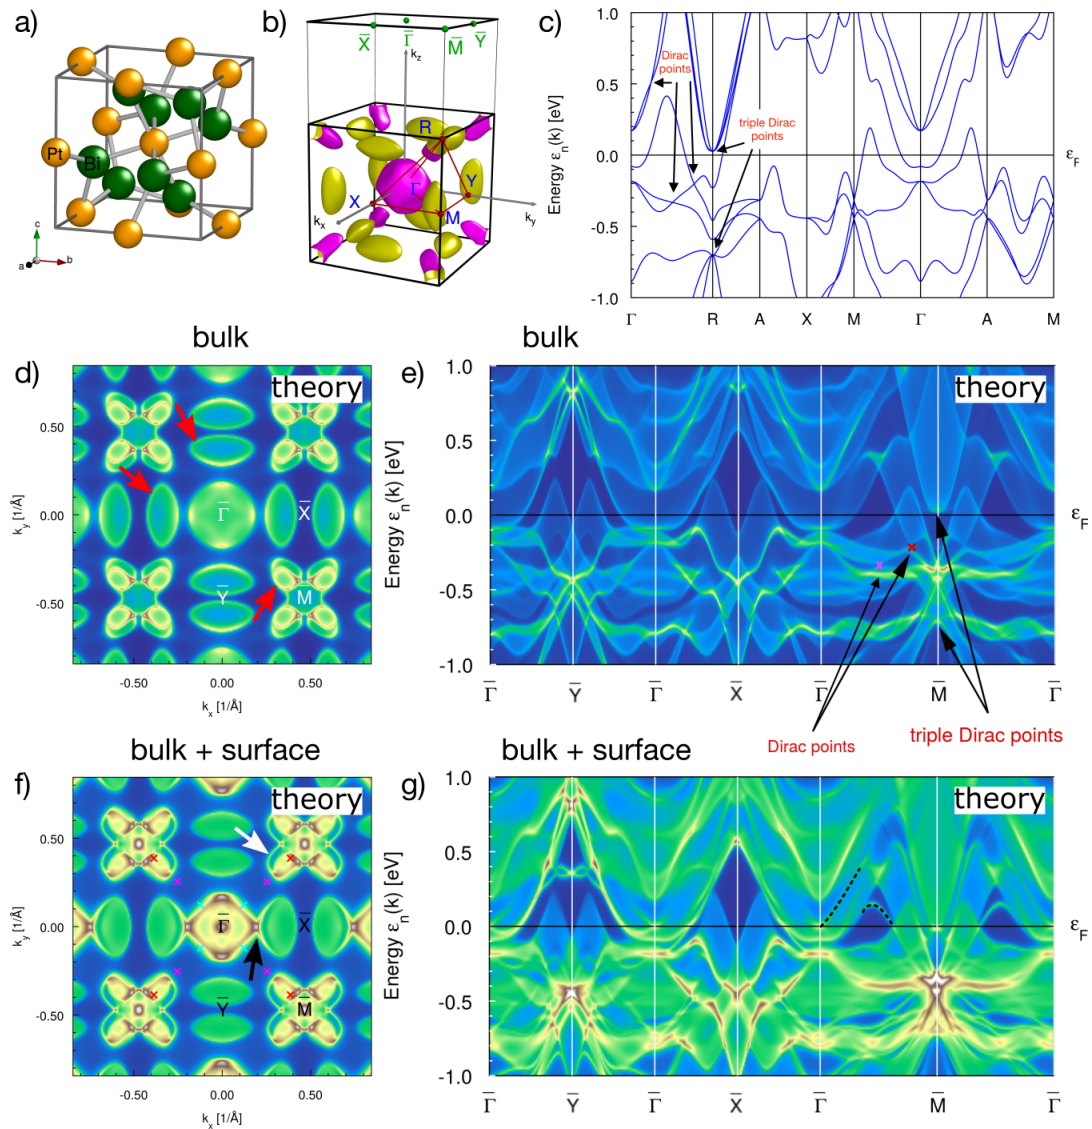 a)
Pt
Bi
c
a
b
b)
X̅
Γ̅
M̅
Y̅
k_z
R
Γ
Y
X
M
k_x
k_y
c)
Energy ε_n(k) [eV]
1.0
0.5
0.0
-0.5
-1.0
Dirac
points
triple Dirac
points
ε_F
Γ R A X M Γ A M
bulk
d)
theory
k_y [1/Å]
0.50
0.00
-0.50
Γ̅
X̅
Y̅
M̅
-0.50 0.00 0.50
k_x [1/Å]
bulk
e)
theory
Energy ε_n(k) [eV]
1.0
0.5
0.0
-0.5
-1.0
ε_F
Γ̅ Y̅ Γ̅ X̅ Γ̅ M̅ Γ̅
Dirac points
triple Dirac points
bulk + surface
f)
theory
k_y [1/Å]
0.50
0.00
-0.50
Γ̅
X̅
Y̅
M̅
-0.50 0.00 0.50
k_x [1/Å]
bulk + surface
g)
theory
Energy ε_n(k) [eV]
1.0
0.5
0.0
-0.5
-1.0
ε_F
Γ̅ Y̅ Γ̅ X̅ Γ̅ M̅ Γ̅